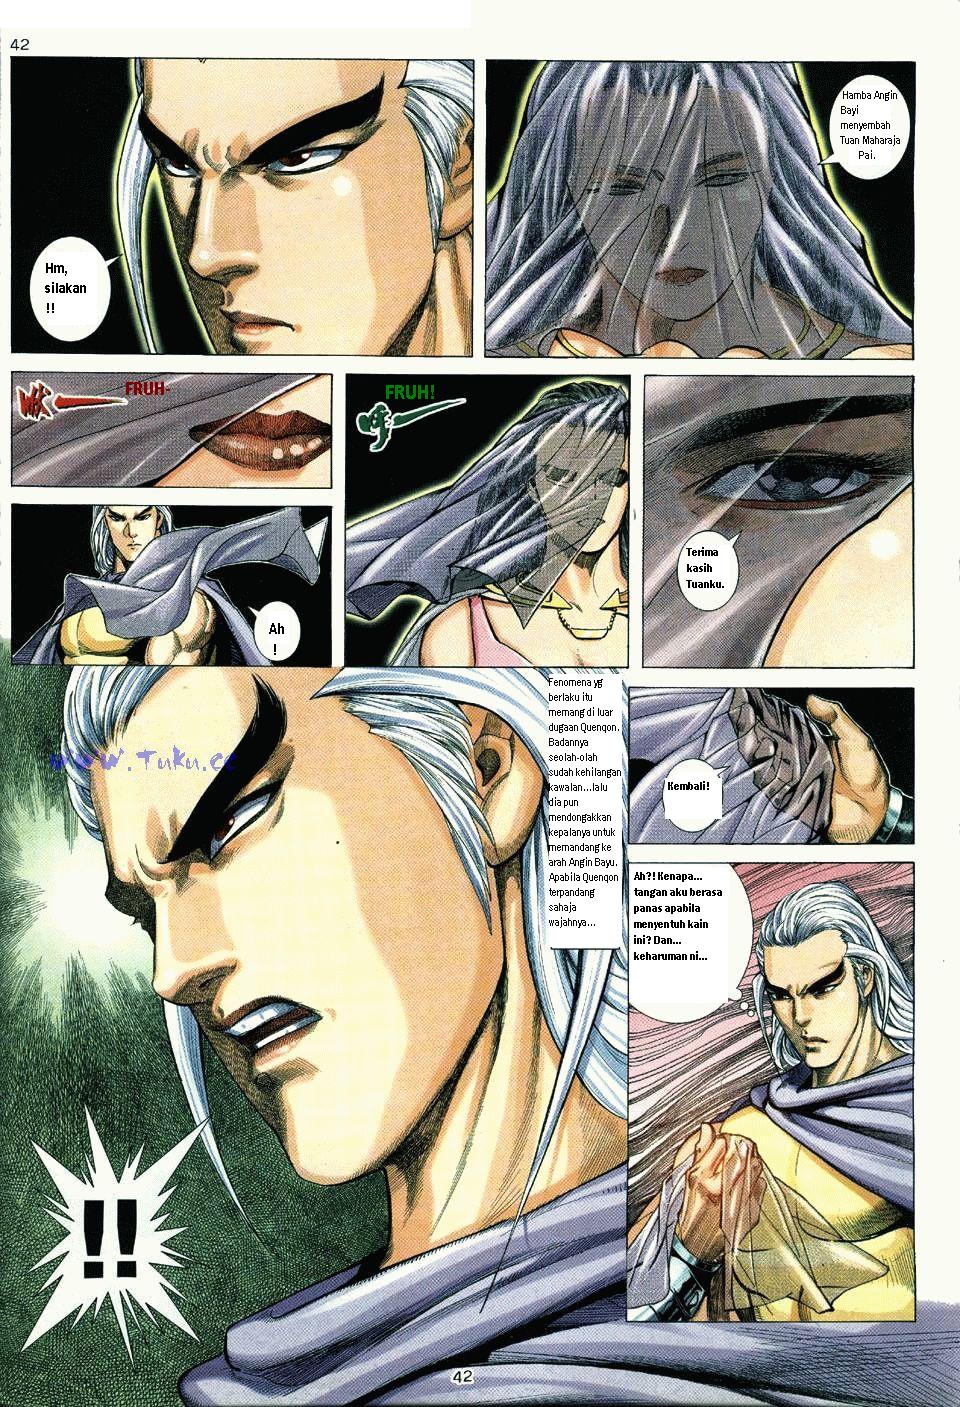 42
Hm,
silakan
!!
Hamba Angin
Bayi
menyembah
Tuan Maharaja
Pai.
FRUH-
FRUH!
呼
Terima
kasih
Tuanku.
Ah
!
Fenomena yg
berlaku itu
memang di luar
dugaan Quenqon.
Badannya
seolah-olah
sudah kehilangan
kawalan...lalu
dia pun
mendongakkan
kepalanya untuk
memandang ke
arah Angin Bayu.
Apabila Quenqon
terpandang
sahaja
wajahnya...
Kembali!
Ah?! Kenapa...
tangan aku berasa
panas apabila
menyentuh kain
ini? Dan...
keharuman ni...
www.Tuku.cc
!!
42